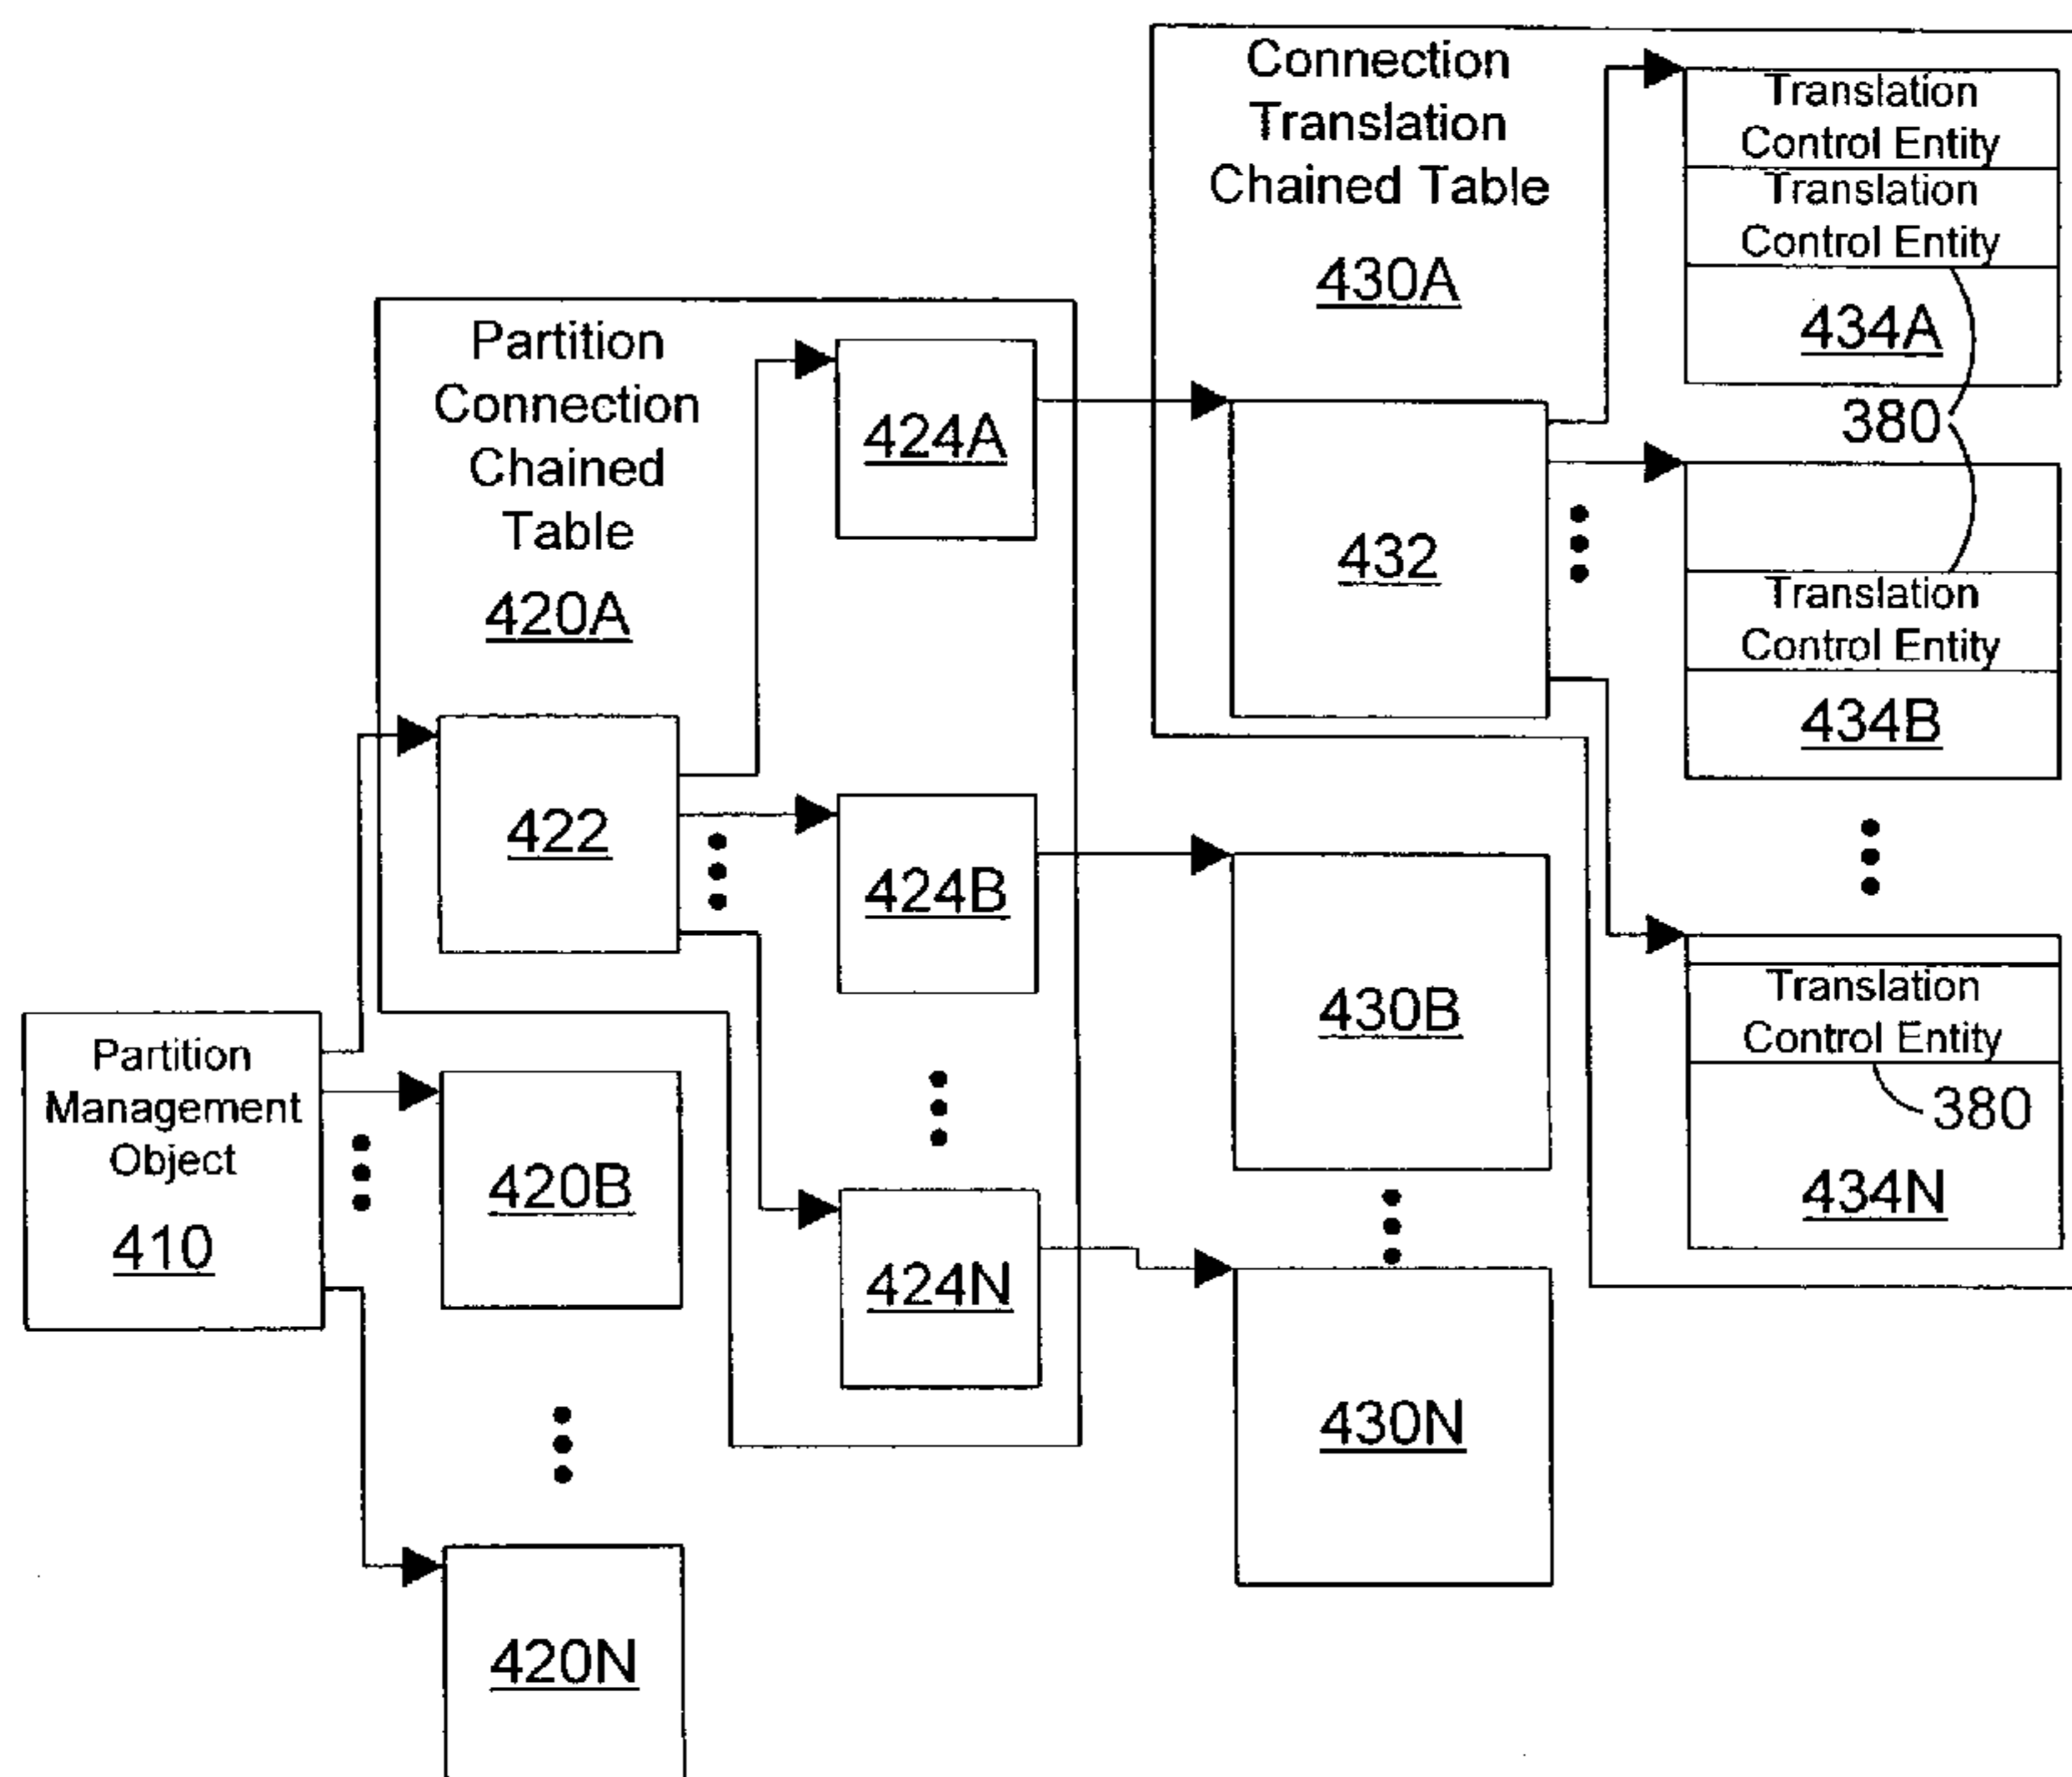 Connection
Translation
Chained Table
430A
Translation
Control Entity
Translation
Control Entity
434A
380
Partition
Connection
Chained
Table
420A
424A
432
Translation
Control Entity
434B
422
424B
430B
Translation
Control Entity
380
434N
Partition
Management
Object
410
420B
424N
430N
420N